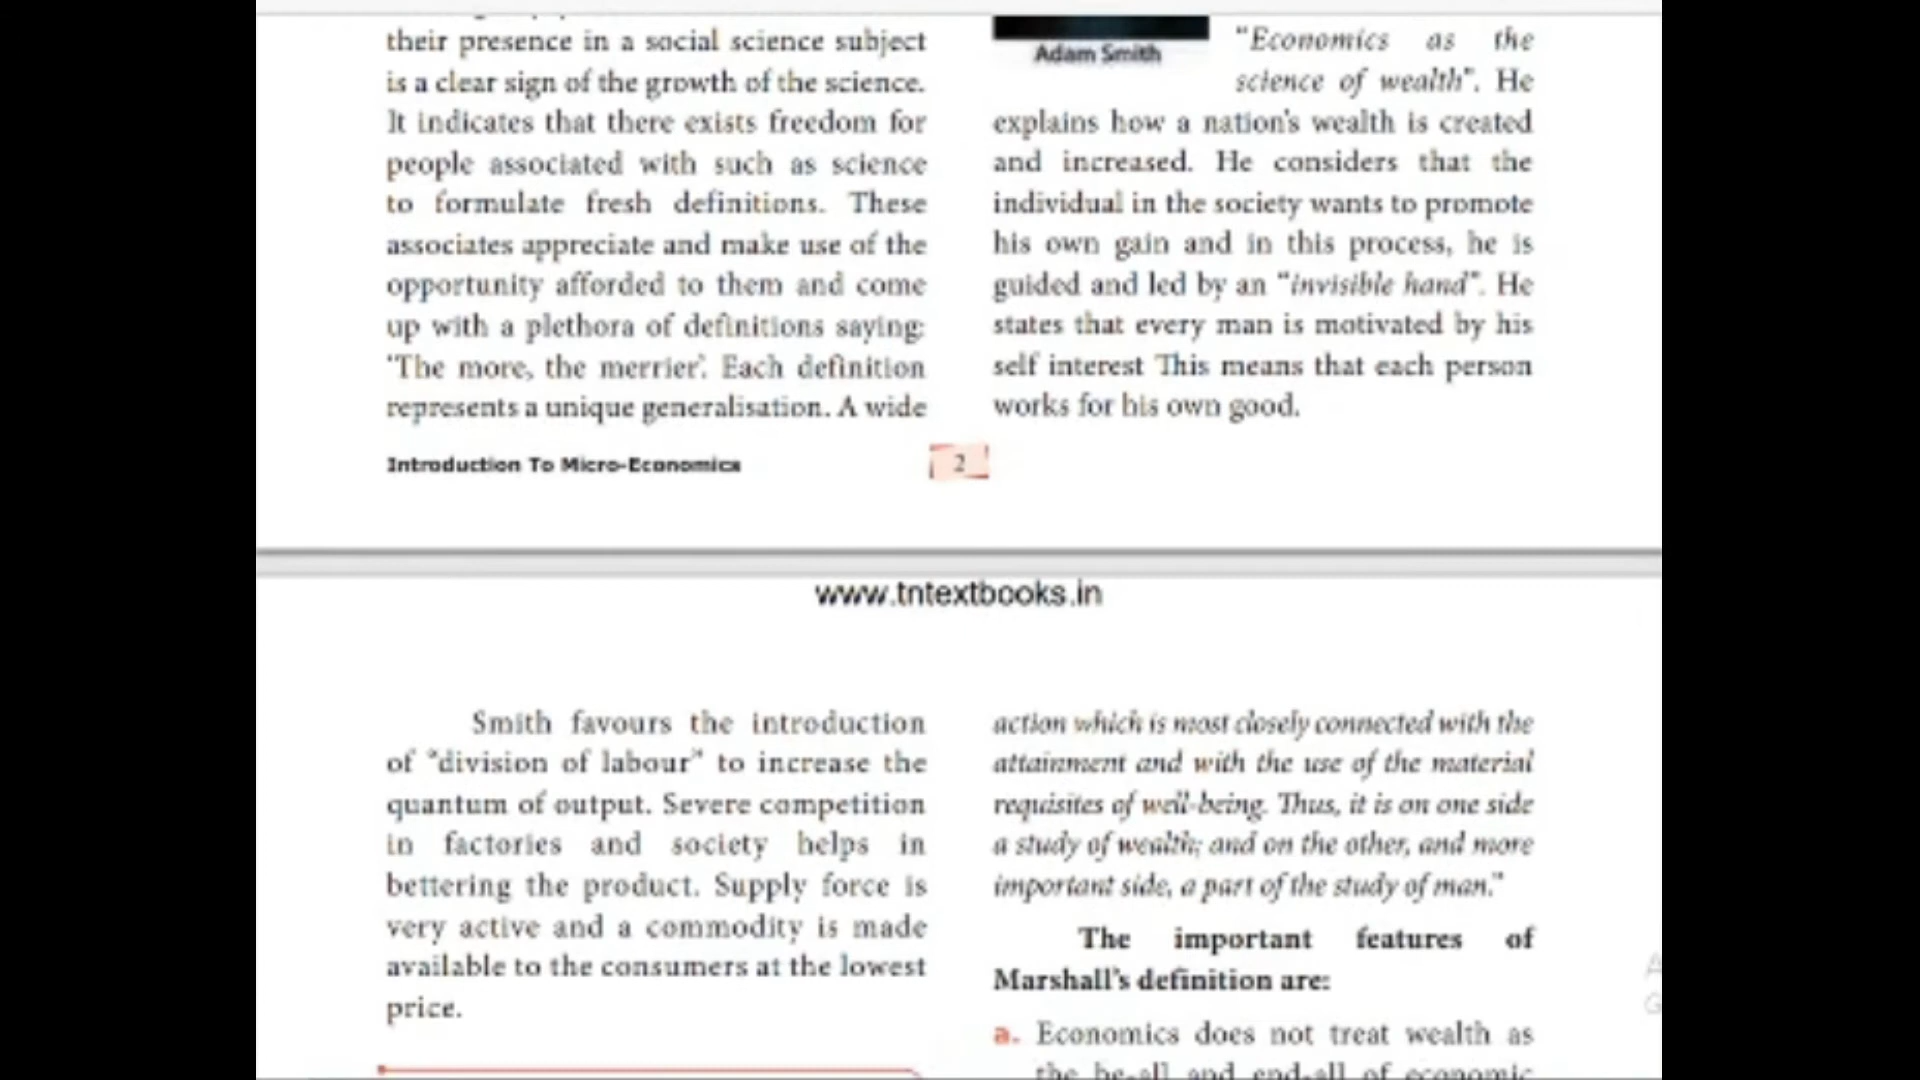 their presence in a social science subject
is a clear sign of the growth of the science.
It indicates that there exists freedom for
people associated with such as science
to formulate fresh definitions. These
associates appreciate and make use of the
opportunity afforded to them and come
up with a plethora of definitions saying:
‘The more, the merrier’. Each definition
represents a unique generalisation. A wide
Adam Smith
“Economics as the
science of wealth”. He
explains how a nation’s wealth is created
and increased. He considers that the
individual in the society wants to promote
his own gain and in this process, he is
guided and led by an “invisible hand”. He
states that every man is motivated by his
self interest This means that each person
works for his own good.
Introduction To Micro-Economics
2
www.tntextbooks.in
Smith favours the introduction
of “division of labour” to increase the
quantum of output. Severe competition
in factories and society helps in
bettering the product. Supply force is
very active and a commodity is made
available to the consumers at the lowest
price.
action which is most closely connected with the
attainment and with the use of the material
requisites of well-being. Thus, it is on one side
a study of wealth; and on the other, and more
important side, a part of the study of man.”
The important features of
Marshall’s definition are:
a. Economics does not treat wealth as
the be-all and end-all of economic